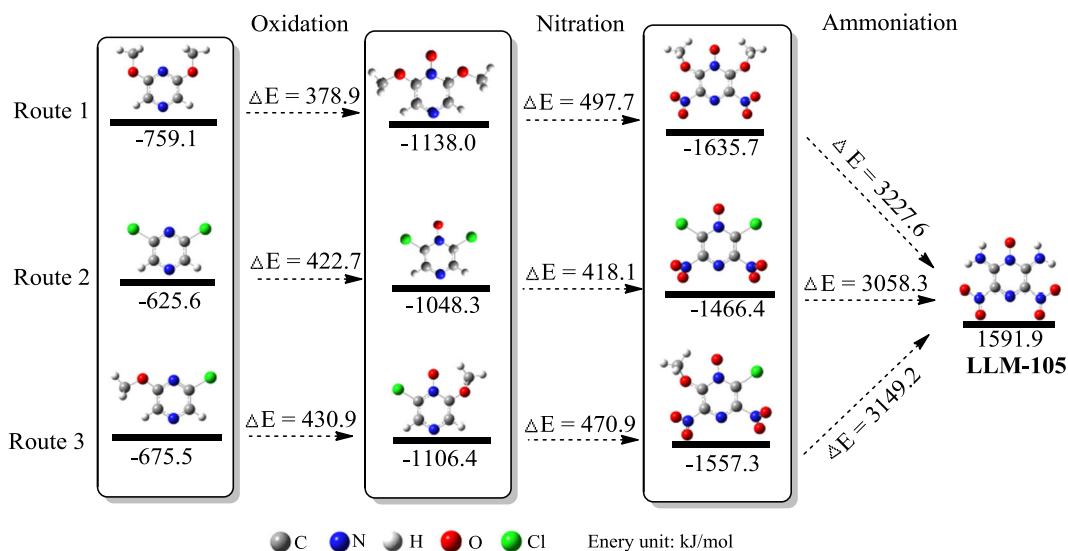 Oxidation Nitration Ammoniation
Route 1
ΔE = 378.9
ΔE = 497.7
-759.1
-1138.0
-1635.7
ΔE = 3227.6
Route 2
ΔE = 422.7
ΔE = 418.1
ΔE = 3058.3
-625.6
-1048.3
-1466.4
1591.9
LLM-105
Route 3
ΔE = 430.9
ΔE = 470.9
ΔE = 3149.2
-675.5
-1106.4
-1557.3
C N H O Cl Enery unit: kJ/mol